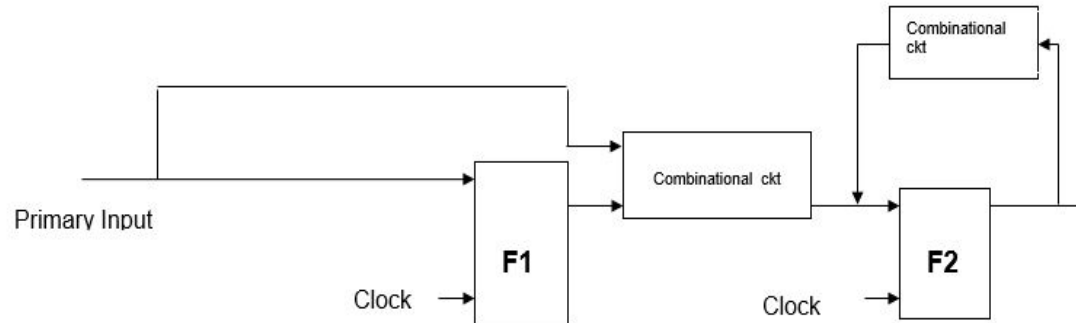 Combinational
ckt
Combinational ckt
Primary Input
F1
F2
Clock
Clock